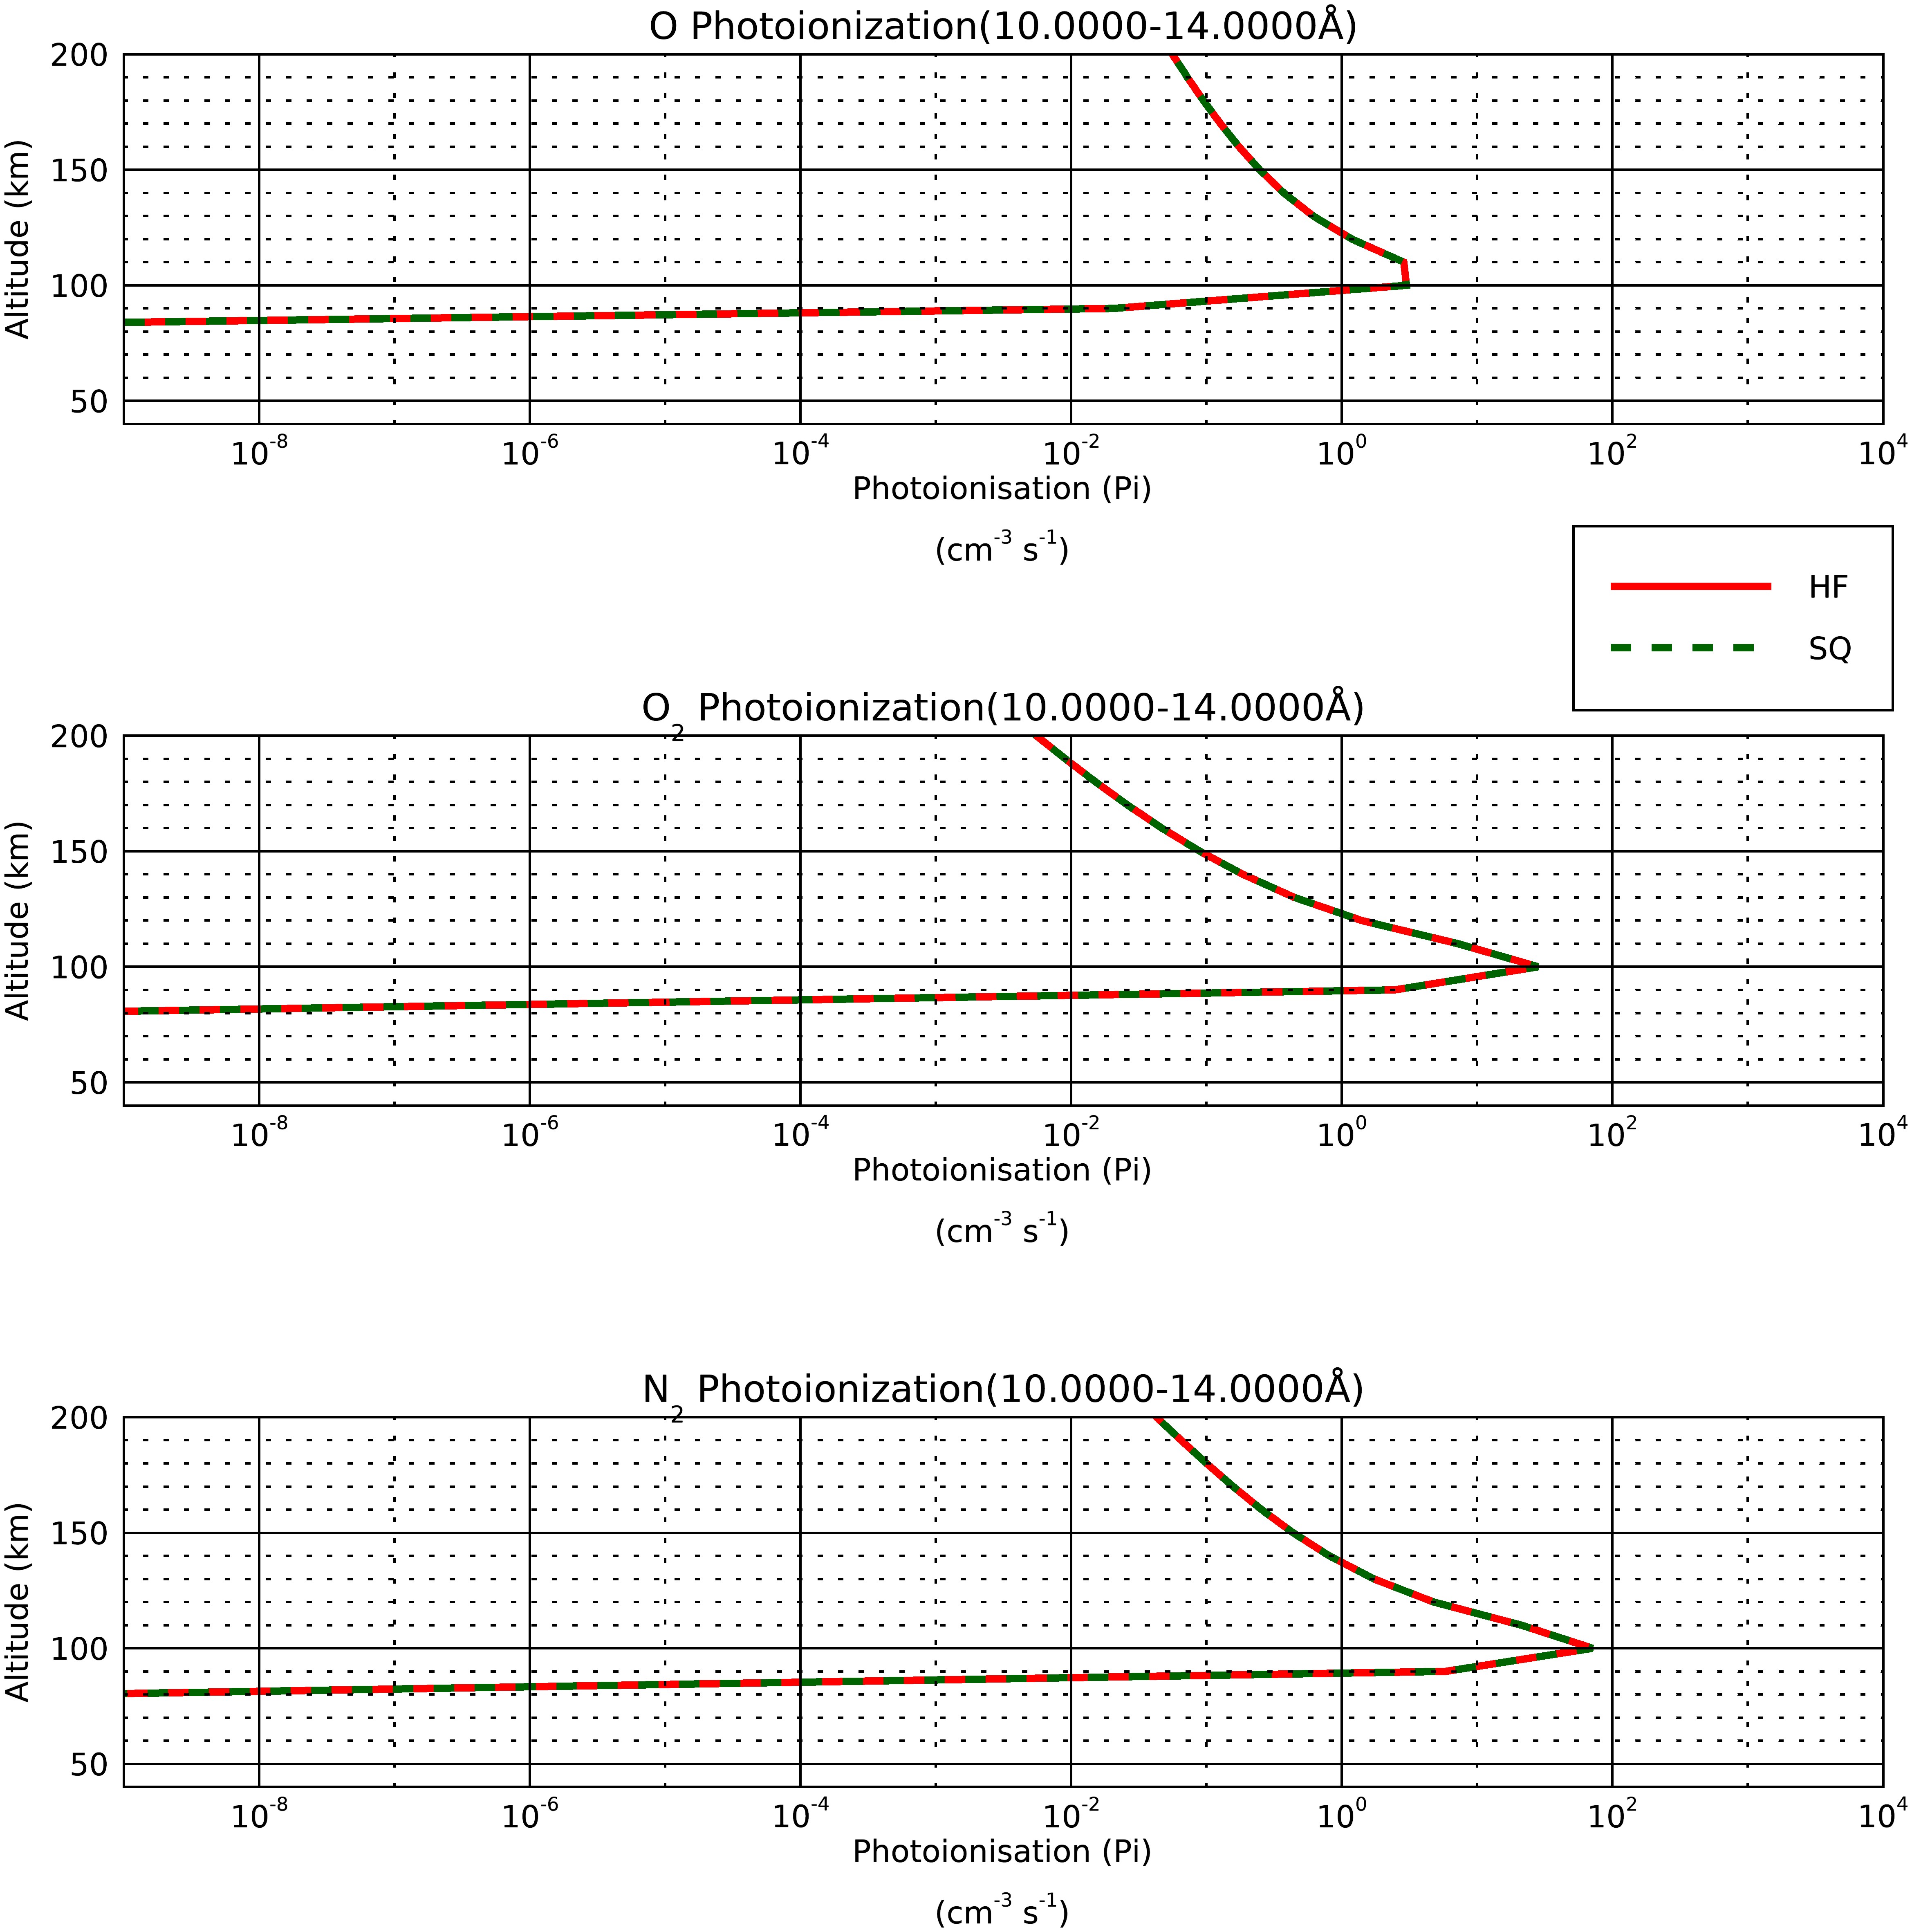 O Photoionization(10.0000-14.0000Å)
200
150
100
50
Altitude (km)
10-8 10-6 10-4 10-2 100 102 104
Photoionisation (Pi)
(cm-3 s-1)
HF
SQ
O2 Photoionization(10.0000-14.0000Å)
200
150
100
50
Altitude (km)
10-8 10-6 10-4 10-2 100 102 104
Photoionisation (Pi)
(cm-3 s-1)
N2 Photoionization(10.0000-14.0000Å)
200
150
100
50
Altitude (km)
10-8 10-6 10-4 10-2 100 102 104
Photoionisation (Pi)
(cm-3 s-1)